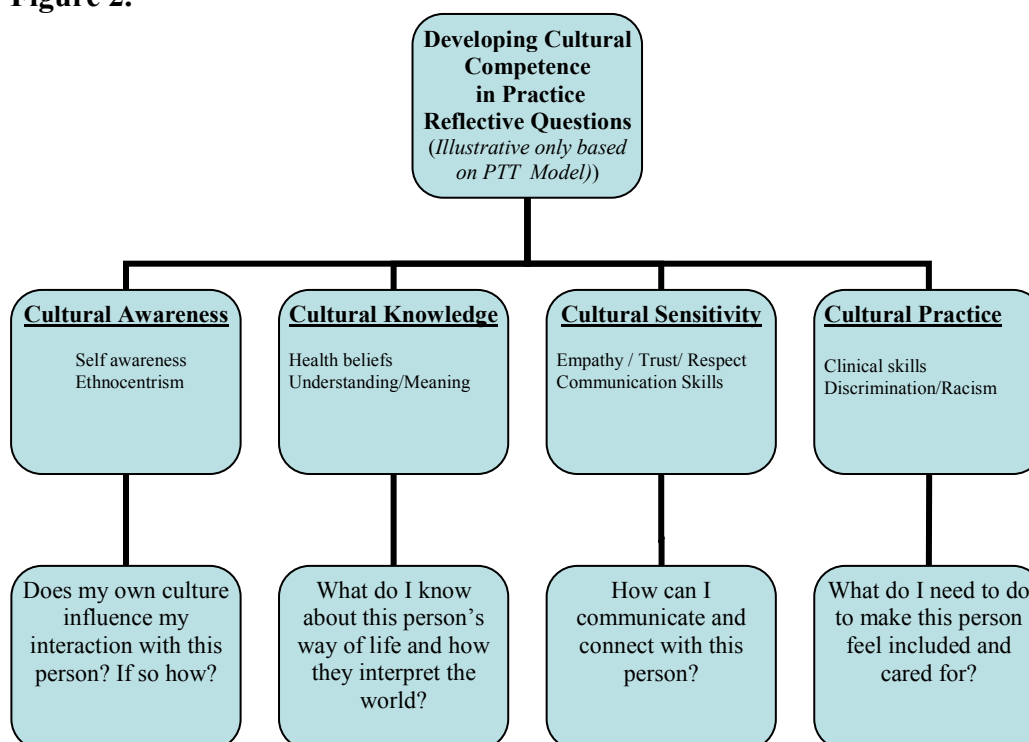 Figure 2.
Developing Cultural
Competence
in Practice
Reflective Questions
(Illustrative only based
on PTT Model))
Cultural Awareness
Self awareness
Ethnocentrism
Cultural Knowledge
Health beliefs
Understanding/Meaning
Cultural Sensitivity
Empathy / Trust/ Respect
Communication Skills
Cultural Practice
Clinical skills
Discrimination/Racism
Does my own culture
influence my
interaction with this
person? If so how?
What do I know
about this person's
way of life and how
they interpret the
world?
How can I
communicate and
connect with this
person?
What do I need to do
to make this person
feel included and
cared for?